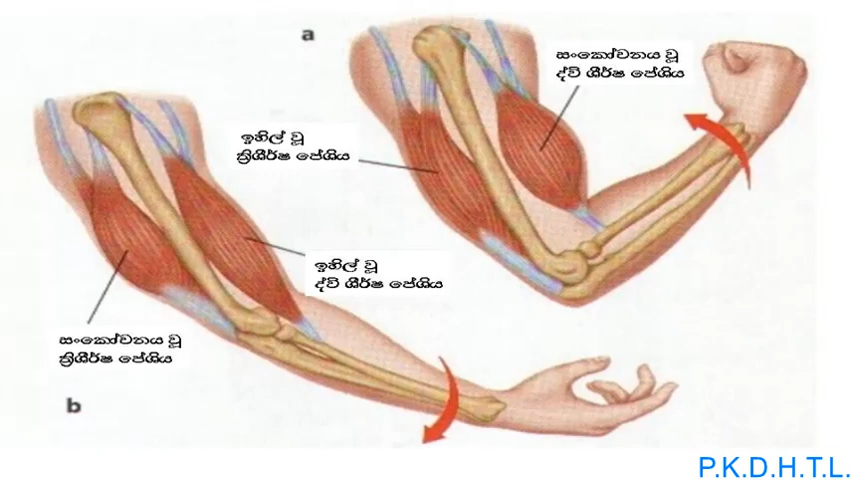 a
සංකෝචනය වූ
ද්වි ශීර්ෂ පේශිය
ඉහිල් වූ
ත්‍රිශීර්ෂ පේශිය
ඉහිල් වූ
ද්වි ශීර්ෂ පේශිය
සංකෝචනය වූ
ත්‍රිශීර්ෂ පේශිය
b
P.K.D.H.T.L.